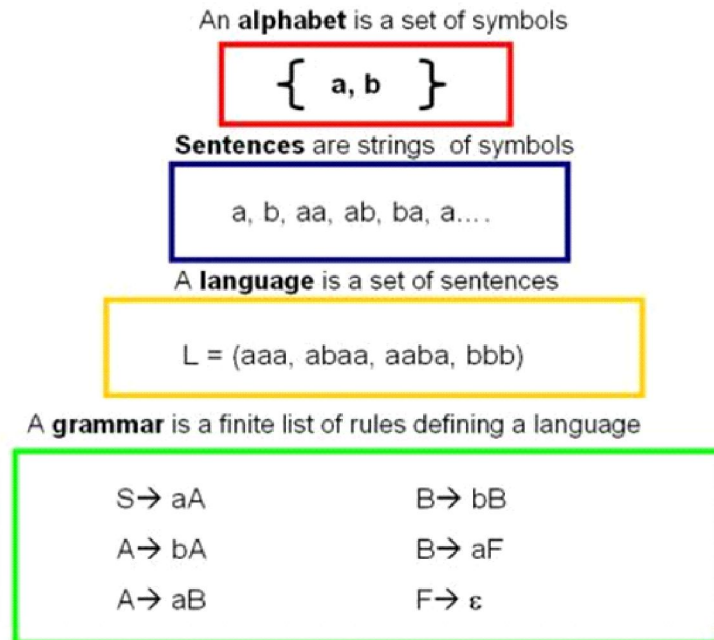 An alphabet is a set of symbols
{ a, b }
Sentences are strings of symbols
a, b, aa, ab, ba, a....
A language is a set of sentences
L = (aaa, abaa, aaba, bbb)
A grammar is a finite list of rules defining a language
S→ aA B→ bB
A→ bA B→ aF
A→ aB F→ ε